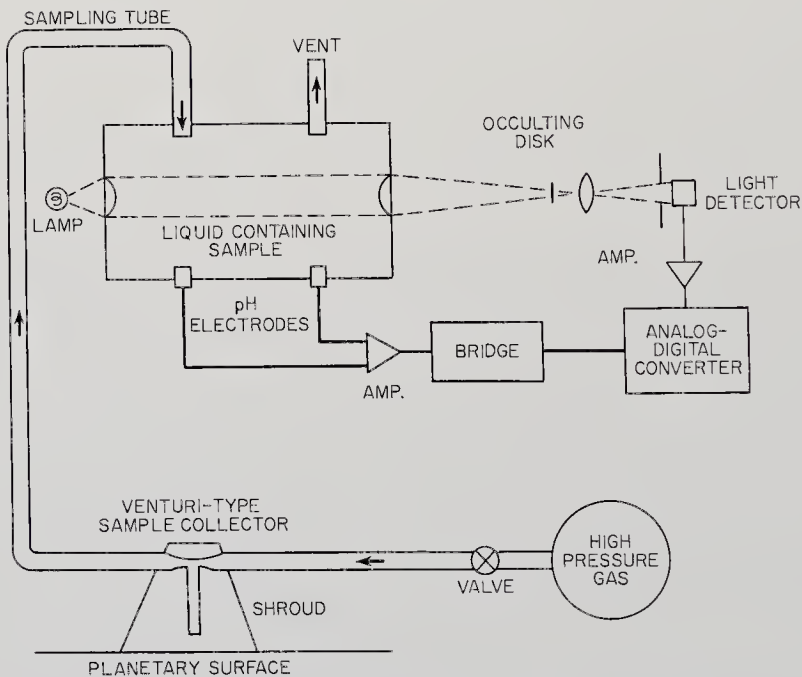 SAMPLING TUBE
VENT
OCCULTING
DISK
LIGHT
DETECTOR
LAMP
LIQUID CONTAINING
SAMPLE
AMP.
pH
ELECTRODES
BRIDGE
ANALOG-
DIGITAL
CONVERTER
AMP.
VENTURI-TYPE
SAMPLE COLLECTOR
HIGH
PRESSURE
GAS
VALVE
SHROUD
PLANETARY SURFACE